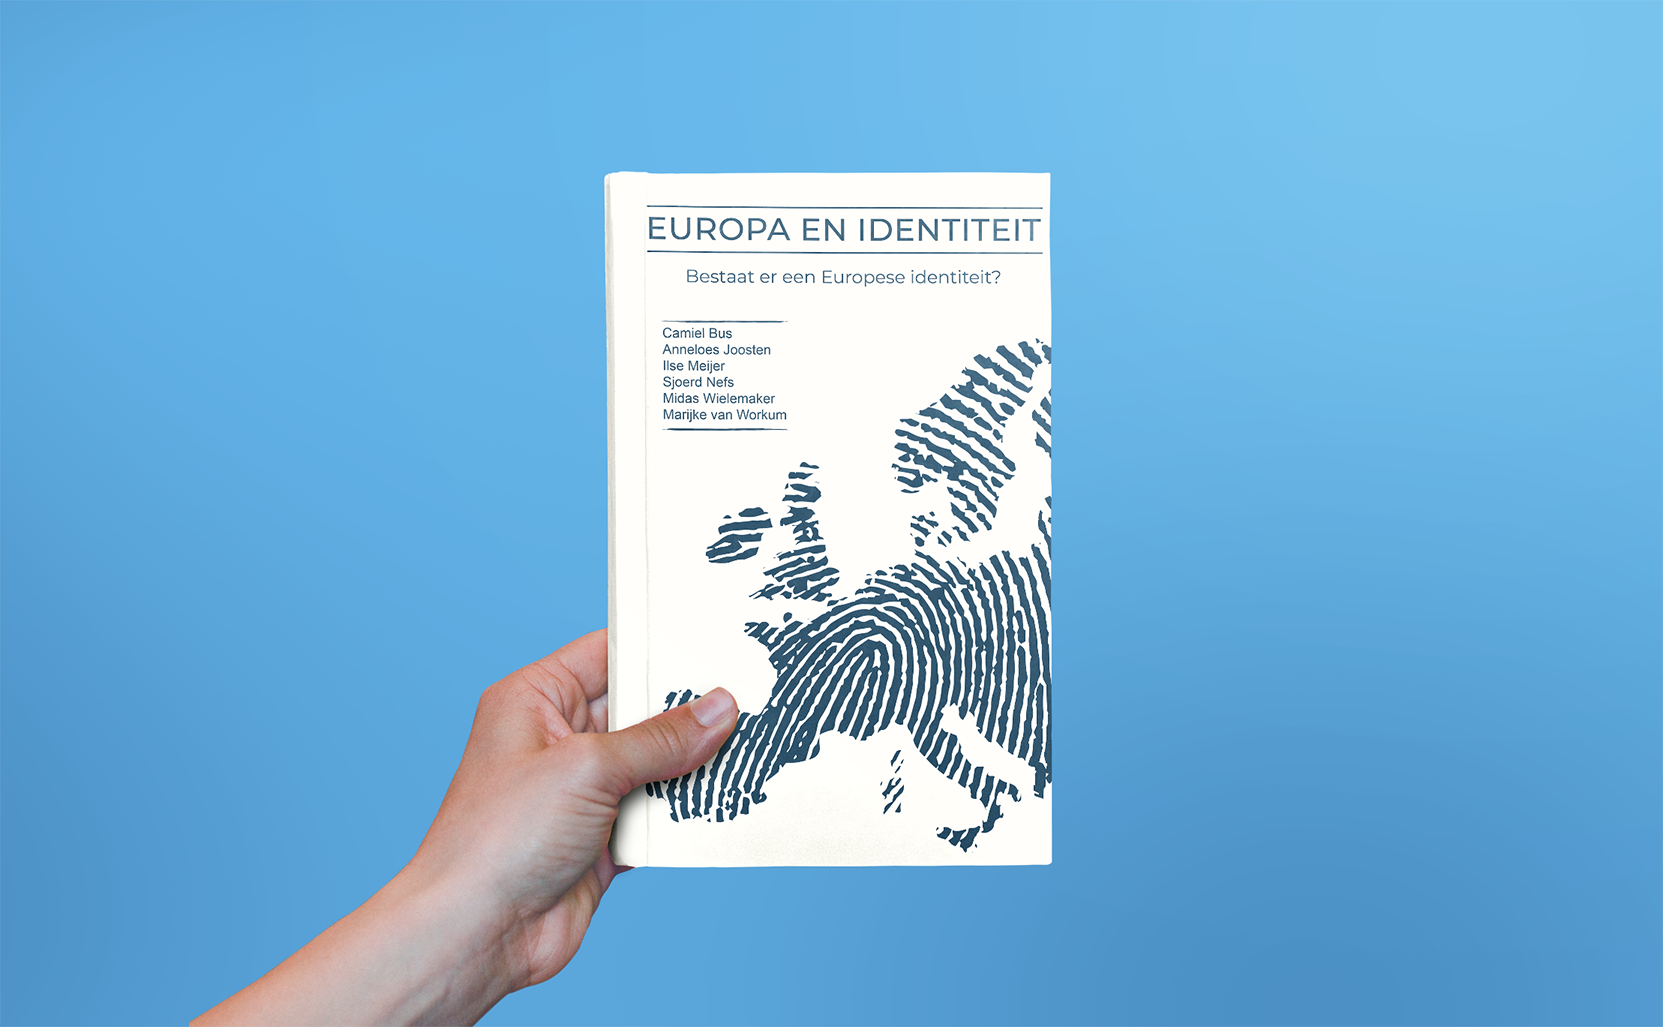 EUROPA EN IDENTITEIT
Bestaat er een Europese identiteit?
Camiel Bus
Anneloes Joosten
Ilse Meijer
Sjoerd Nefs
Midas Wielemaker
Marijke van Workum